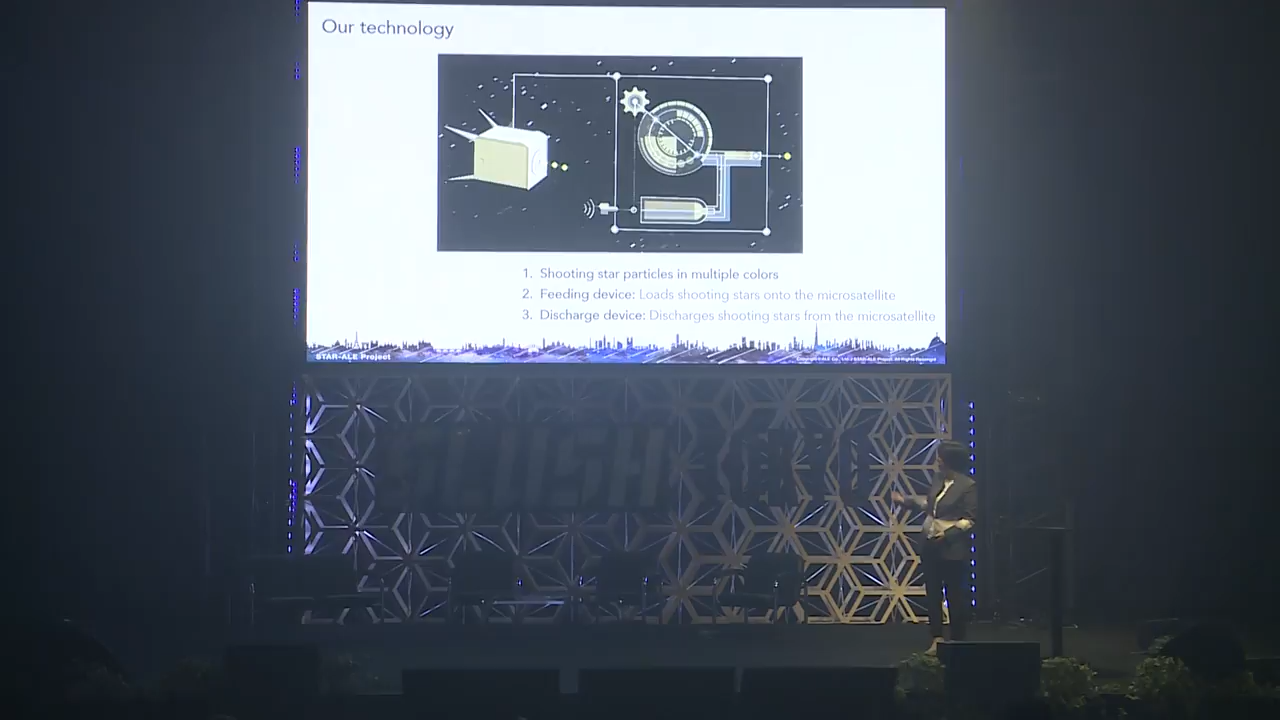 Our technology
1. Shooting star particles in multiple colors
2. Feeding device: Loads shooting stars onto the microsatellite
3. Discharge device: Discharges shooting stars from the microsatellite
STAR-ALE Project
SLUSH